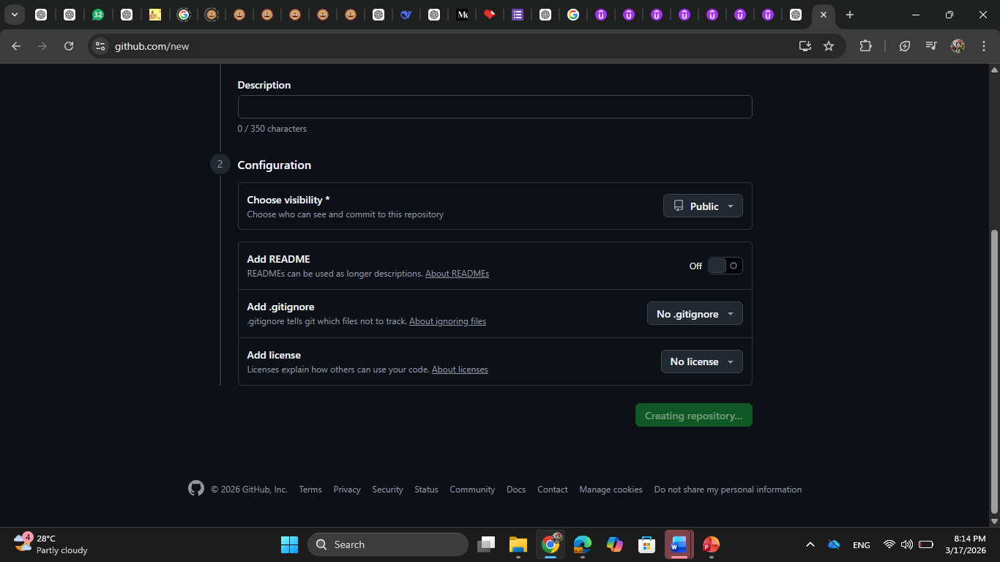 32
Me
github.com/new
Description
0 / 350 characters
2
Configuration
Choose visibility *
Choose who can see and commit to this repository
Public
Add README
READMEs can be used as longer descriptions. About READMEs
Off
Add .gitignore
.gitignore tells git which files not to track. About ignoring files
No .gitignore
Add license
Licenses explain how others can use your code. About licenses
No license
Creating repository...
© 2026 GitHub, Inc. Terms Privacy Security Status Community Docs Contact Manage cookies Do not share my personal information
4
28°C
Partly cloudy
Search
W
P
ENG
8:14 PM
3/17/2026